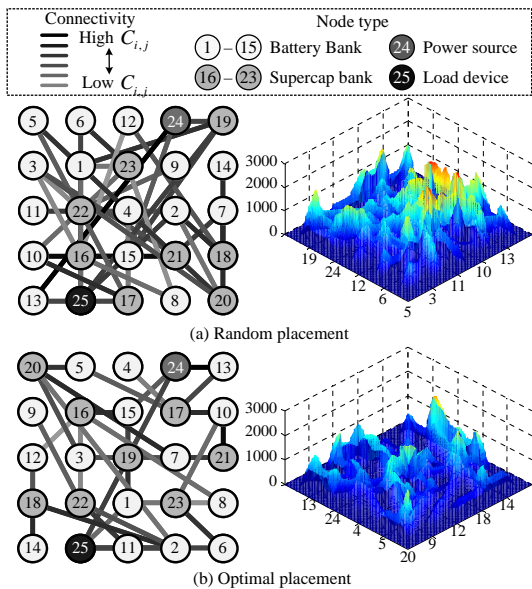 Connectivity
High C_{i,j}
Low C_{i,j}
Node type
1 – 15 Battery Bank 24 Power source
16 – 23 Supercap bank 25 Load device
5 6 12 24 19
3 1 23 9 14
11 22 4 2 7
10 16 15 21 18
13 25 17 8 20
3000
2000
1000
0
19 24 12 6 5
3 11 10 13
(a) Random placement
20 5 4 24 13
9 16 15 17 10
12 3 19 7 21
18 22 1 23 8
14 25 11 2 6
3000
2000
1000
0
13 24 4 5 20
9 12 18 14
(b) Optimal placement